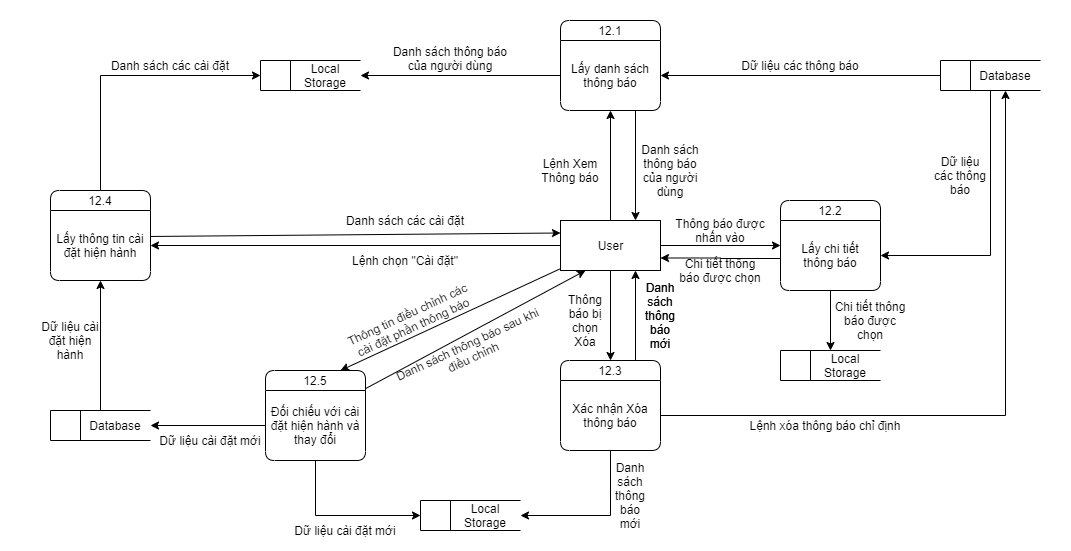 12.1
Lấy danh sách
thông báo
Danh sách các cài đặt
Local
Storage
Danh sách thông báo
của người dùng
Dữ liệu các thông báo
Database
Lệnh Xem
Thông báo
Danh sách
thông báo
của người
dùng
Dữ liệu
các thông
báo
12.4
Lấy thông tin cài
đặt hiện hành
Danh sách các cài đặt
Lệnh chọn "Cài đặt"
User
Thông báo được
nhấn vào
Chi tiết thông
báo được chọn
12.2
Lấy chi tiết
thông báo
Chi tiết thông
báo được
chọn
Local
Storage
Dữ liệu cài
đặt hiện
hành
Thông tin điều chỉnh các
cài đặt phần thông báo
Danh sách thông báo sau khi
điều chỉnh
Thông
báo bị
chọn
Xóa
Danh
sách
thông
báo
mới
12.5
Đối chiếu với cài
đặt hiện hành và
thay đổi
12.3
Xác nhận Xóa
thông báo
Database
Dữ liệu cài đặt mới
Lệnh xóa thông báo chỉ định
Dữ liệu cài đặt mới
Local
Storage
Danh
sách
thông
báo
mới